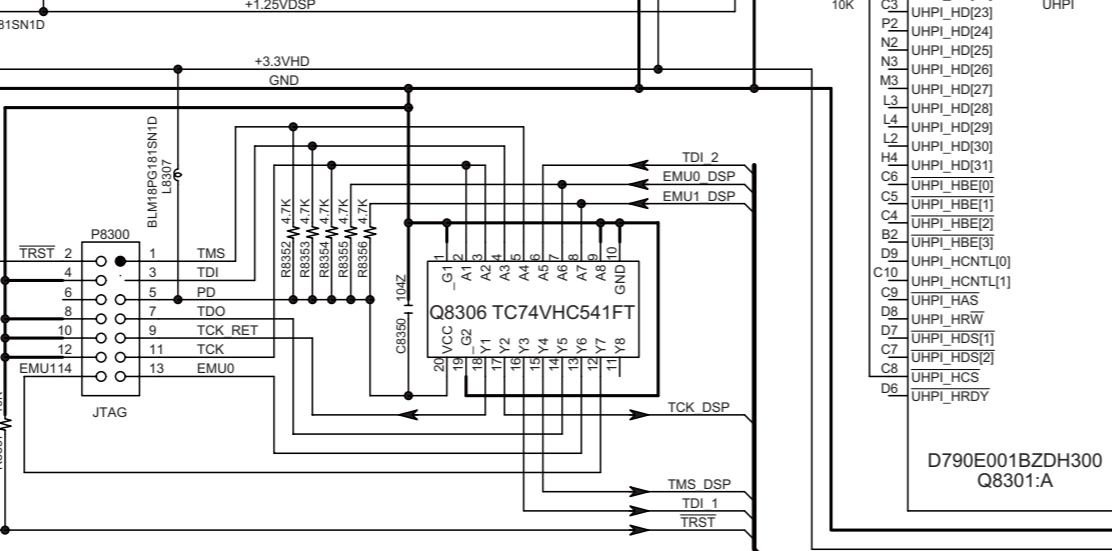 +1.25VDSP
81SN1D
10K
UHPI
C3 UHPI_HD[23]
P2 UHPI_HD[24]
N2 UHPI_HD[25]
N3 UHPI_HD[26]
M3 UHPI_HD[27]
L3 UHPI_HD[28]
L4 UHPI_HD[29]
L2 UHPI_HD[30]
H4 UHPI_HD[31]
C6 UHPI_HBE[0]
C5 UHPI_HBE[1]
C4 UHPI_HBE[2]
B2 UHPI_HBE[3]
D9 UHPI_HCNTL[0]
C10 UHPI_HCNTL[1]
C9 UHPI_HAS
D8 UHPI_HRW
D7 UHPI_HDS[1]
C7 UHPI_HDS[2]
C8 UHPI_HCS
D6 UHPI_HRDY
D790E001BZDH300
Q8301:A
+3.3VHD
GND
BLM18PG181SN1D
L8307
R8352 4.7K
R8353 4.7K
R8354 4.7K
R8355 4.7K
R8356 4.7K
TDI_2
EMU0_DSP
EMU1_DSP
P8300
TRST 2
4
6
8
10
12
EMU114
1 TMS
3 TDI
5 PD
7 TDO
9 TCK_RET
11 TCK
13 EMU0
JTAG
C8350 104Z
1 _G1
2 A1
3 A2
4 A3
5 A4
6 A5
7 A6
8 A7
9 A8
10 GND
Q8306 TC74VHC541FT
20 VCC
19 _G2
18 Y1
17 Y2
16 Y3
15 Y4
14 Y5
13 Y6
12 Y7
11 Y8
TCK_DSP
TMS_DSP
TDI_1
TRST